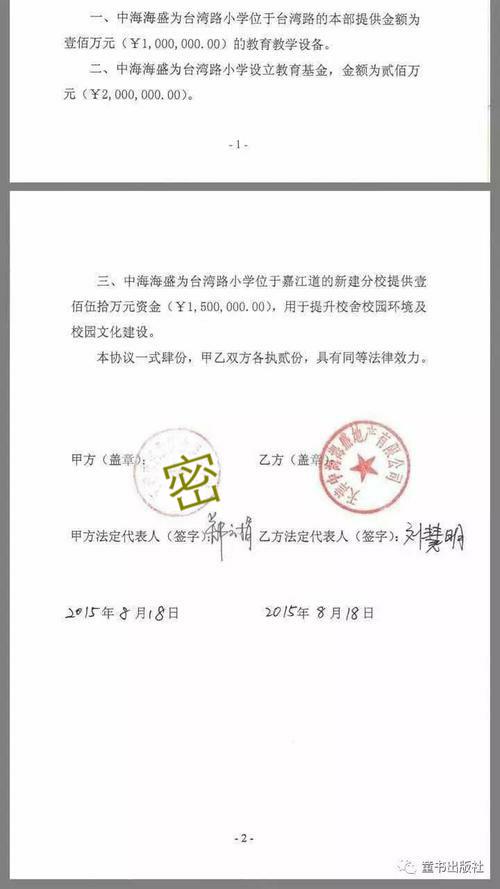 一、中海海盛为台湾路小学位于台湾路的本部提供金额为
壹佰万元（￥1,000,000.00）的教育教学设备。
二、中海海盛为台湾路小学设立教育基金，金额为贰佰万
元（￥2,000,000.00）。
- 1 -
三、中海海盛为台湾路小学位于嘉江道的新建分校提供壹
佰伍拾万元资金（￥1,500,000.00），用于提升校舍校园环境及
校园文化建设。
本协议一式肆份，甲乙双方各执贰份，具有同等法律效力。
甲方（盖章）：
密
乙方（盖章）：
天津中海海盛地产有限公司
甲方法定代表人（签字）：
乙方法定代表人（签字）：刘慧明
2015年8月18日
2015年8月18日
- 2 -
童书出版社